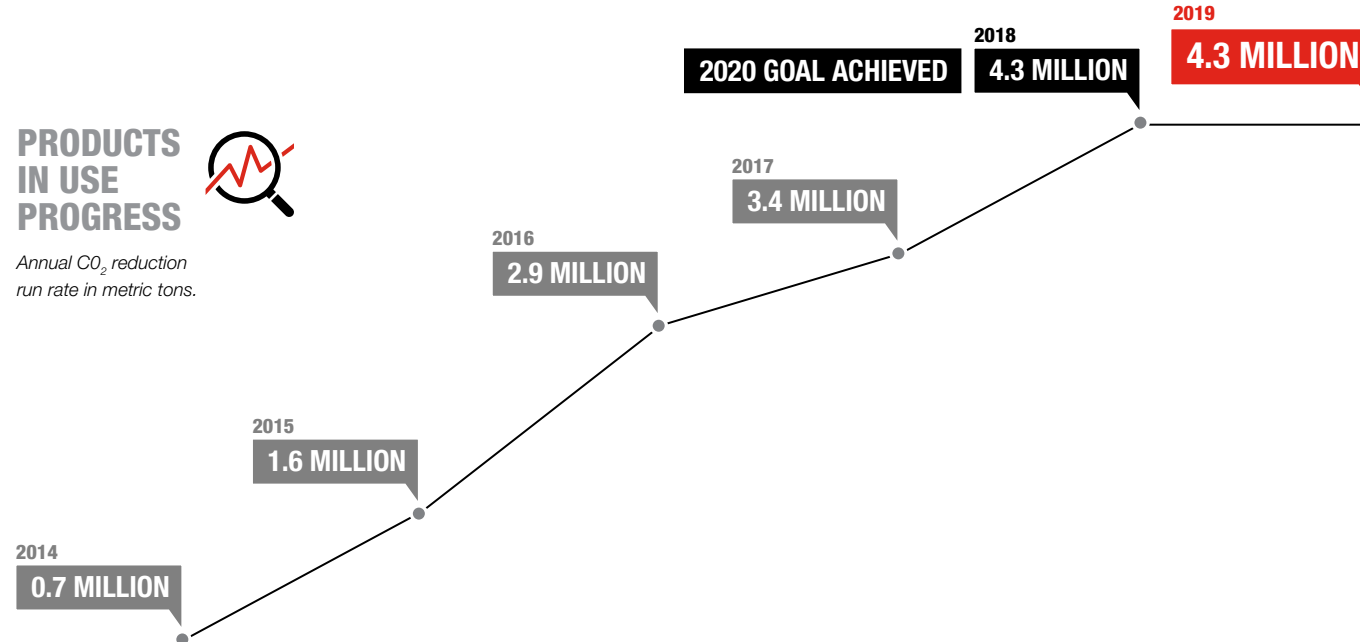 PRODUCTS
IN USE
PROGRESS
Annual C0₂ reduction
run rate in metric tons.
2014
0.7 MILLION
2015
1.6 MILLION
2016
2.9 MILLION
2017
3.4 MILLION
2020 GOAL ACHIEVED
2018
4.3 MILLION
2019
4.3 MILLION